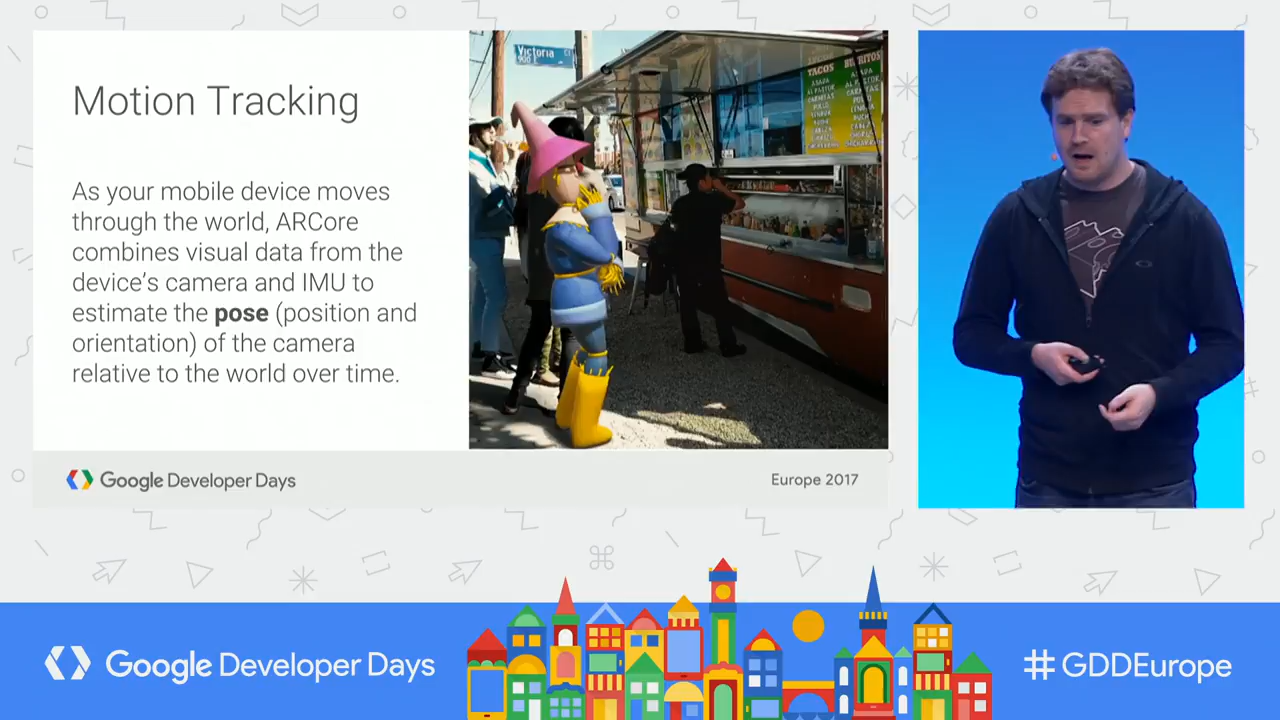 Motion Tracking
As your mobile device moves
through the world, ARCore
combines visual data from the
device's camera and IMU to
estimate the pose (position and
orientation) of the camera
relative to the world over time.
Victoria
TACOS
BURRITOS
Google Developer Days
Europe 2017
Google Developer Days
#GDDEurope